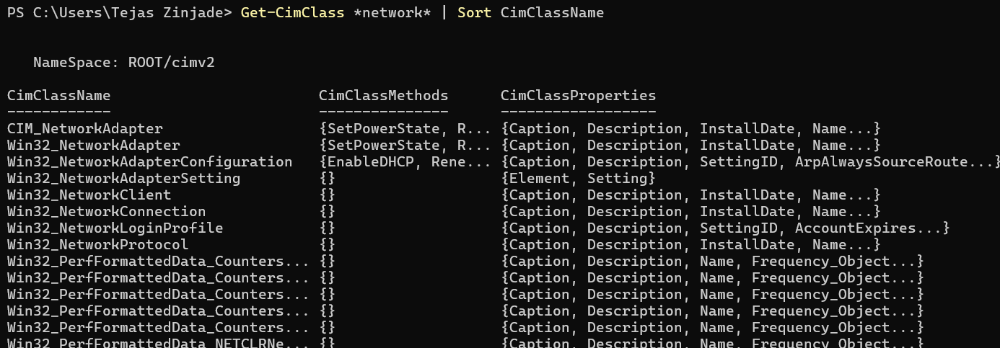 PS C:\Users\Tejas Zinjade> Get-CimClass *network* | Sort CimClassName
NameSpace: ROOT/cimv2
CimClassName CimClassMethods CimClassProperties
------------ --------------- ------------------
CIM_NetworkAdapter {SetPowerState, R... {Caption, Description, InstallDate, Name...}
Win32_NetworkAdapter {SetPowerState, R... {Caption, Description, InstallDate, Name...}
Win32_NetworkAdapterConfiguration {EnableDHCP, Rene... {Caption, Description, SettingID, ArpAlwaysSourceRoute...}
Win32_NetworkAdapterSetting {} {Element, Setting}
Win32_NetworkClient {} {Caption, Description, InstallDate, Name...}
Win32_NetworkConnection {} {Caption, Description, InstallDate, Name...}
Win32_NetworkLoginProfile {} {Caption, Description, SettingID, AccountExpires...}
Win32_NetworkProtocol {} {Caption, Description, InstallDate, Name...}
Win32_PerfFormattedData_Counters... {} {Caption, Description, Name, Frequency_Object...}
Win32_PerfFormattedData_Counters... {} {Caption, Description, Name, Frequency_Object...}
Win32_PerfFormattedData_Counters... {} {Caption, Description, Name, Frequency_Object...}
Win32_PerfFormattedData_Counters... {} {Caption, Description, Name, Frequency_Object...}
Win32_PerfFormattedData_Counters... {} {Caption, Description, Name, Frequency_Object...}
Win32_PerfFormattedData_NETCLRNe... {} {Caption, Description, Name, Frequency_Object...}